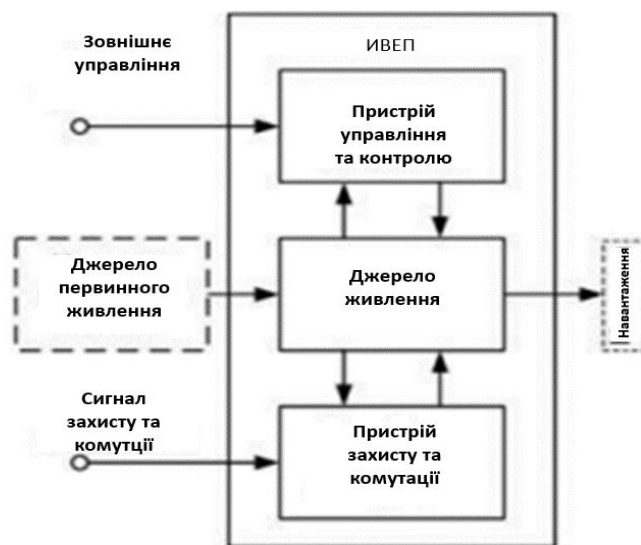 Зовнішнє
управління
ИВЕП
Пристрій
управління
та контролю
Джерело
первинного
живлення
Джерело
живлення
Навантаження
Сигнал
захисту та
комутції
Пристрій
захисту та
комутації